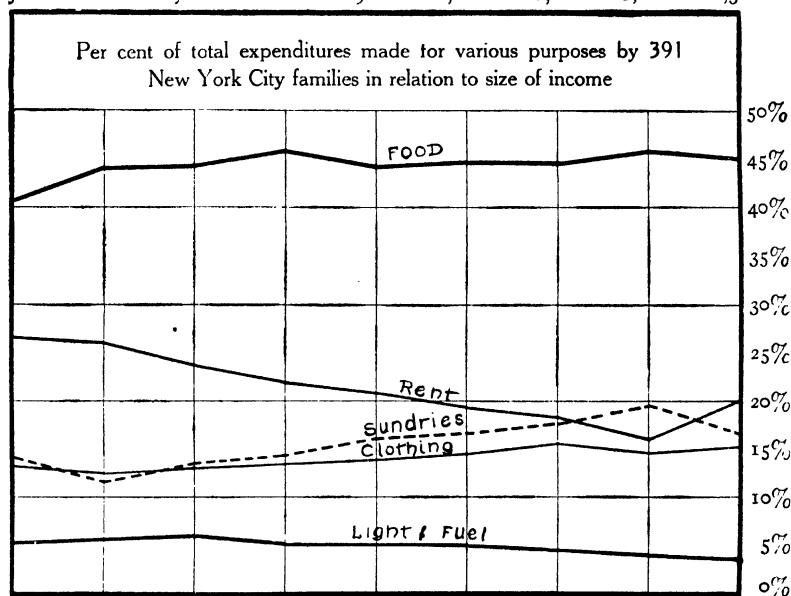 Per cent of total expenditures made for various purposes by 391
New York City families in relation to size of income
50%
FOOD
45%
40%
35%
30%
25%
Rent
20%
Sundries
Clothing
15%
10%
Light & Fuel
5%
0%